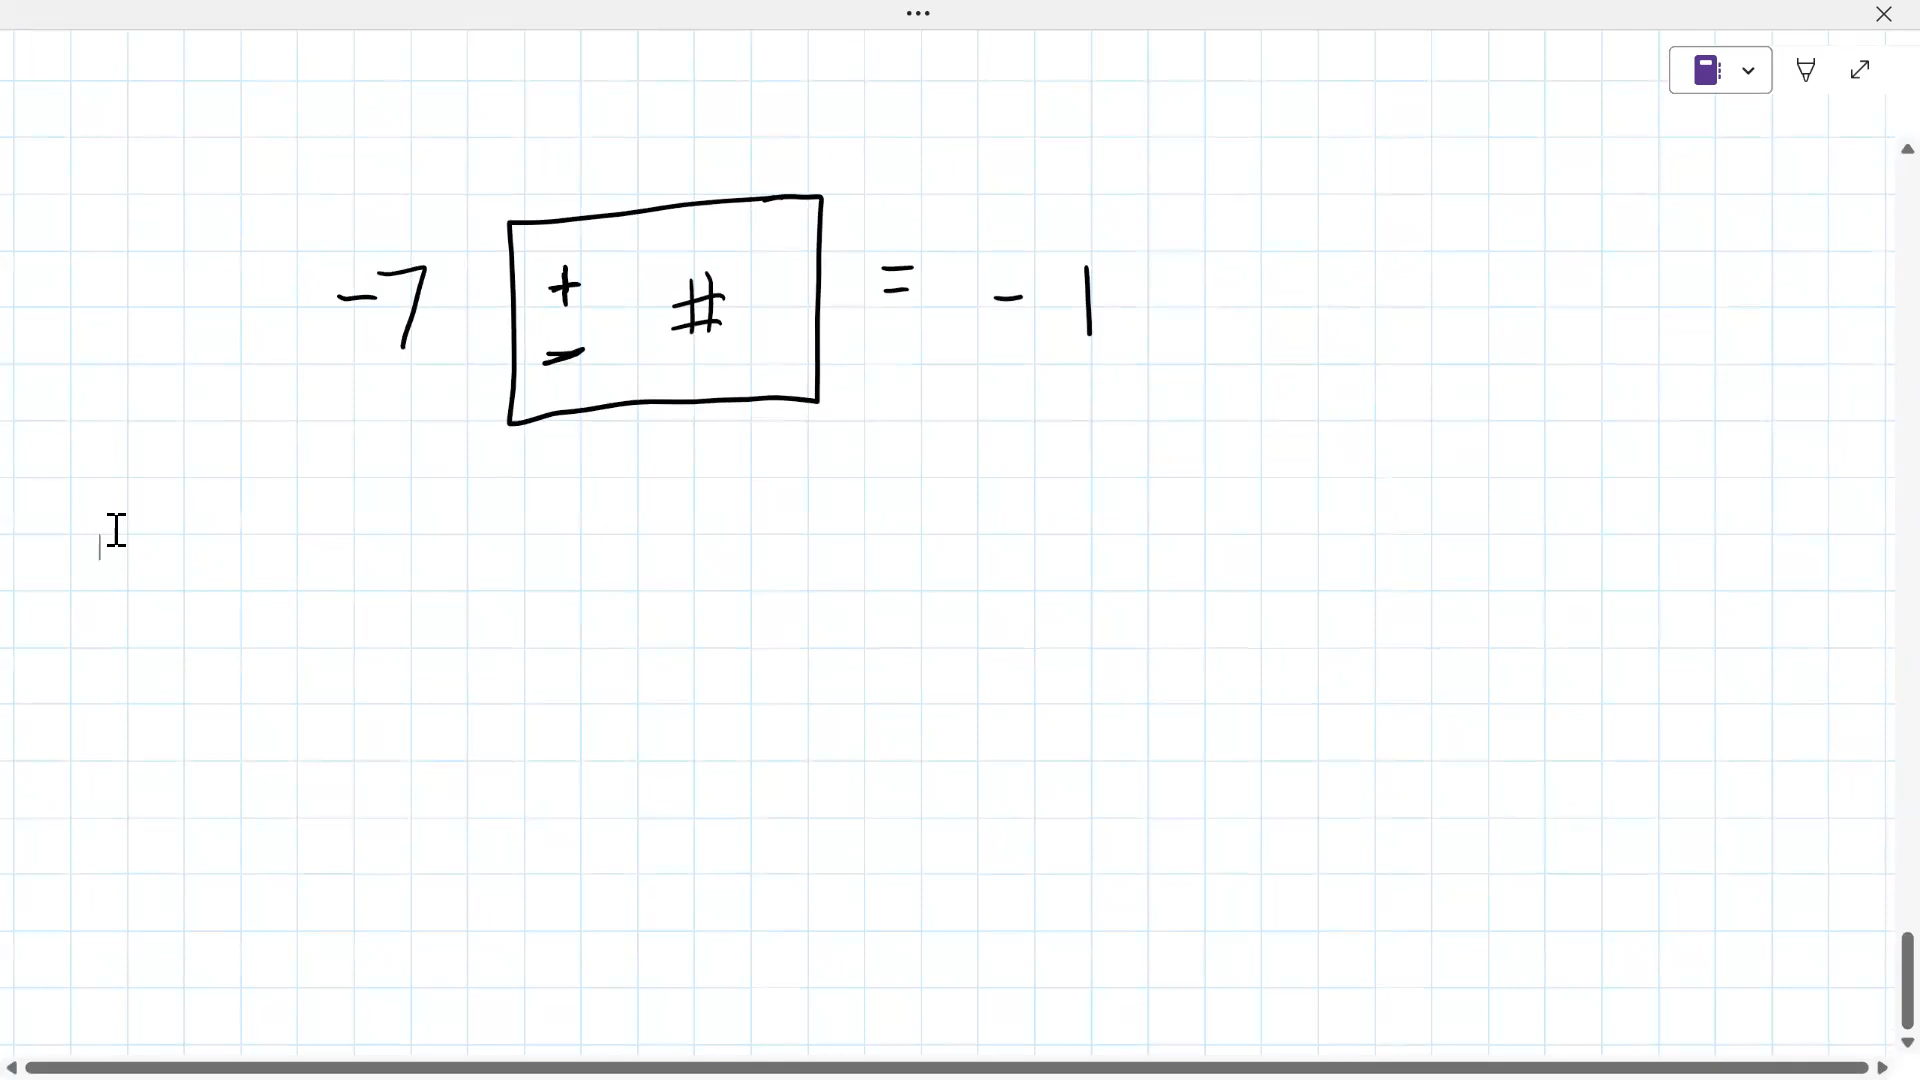 -7 + # = -1
-